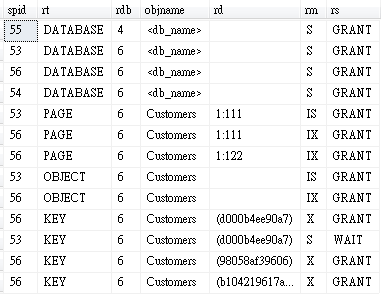 spid rt rdb objname rd rm rs
55 DATABASE 4 <db_name> S GRANT
53 DATABASE 6 <db_name> S GRANT
56 DATABASE 6 <db_name> S GRANT
54 DATABASE 6 <db_name> S GRANT
53 PAGE 6 Customers 1:111 IS GRANT
56 PAGE 6 Customers 1:111 IX GRANT
56 PAGE 6 Customers 1:122 IX GRANT
53 OBJECT 6 Customers IS GRANT
56 OBJECT 6 Customers IX GRANT
56 KEY 6 Customers (d000b4ee90a7) X GRANT
53 KEY 6 Customers (d000b4ee90a7) S WAIT
56 KEY 6 Customers (98058af39606) X GRANT
56 KEY 6 Customers (b104219617a... X GRANT